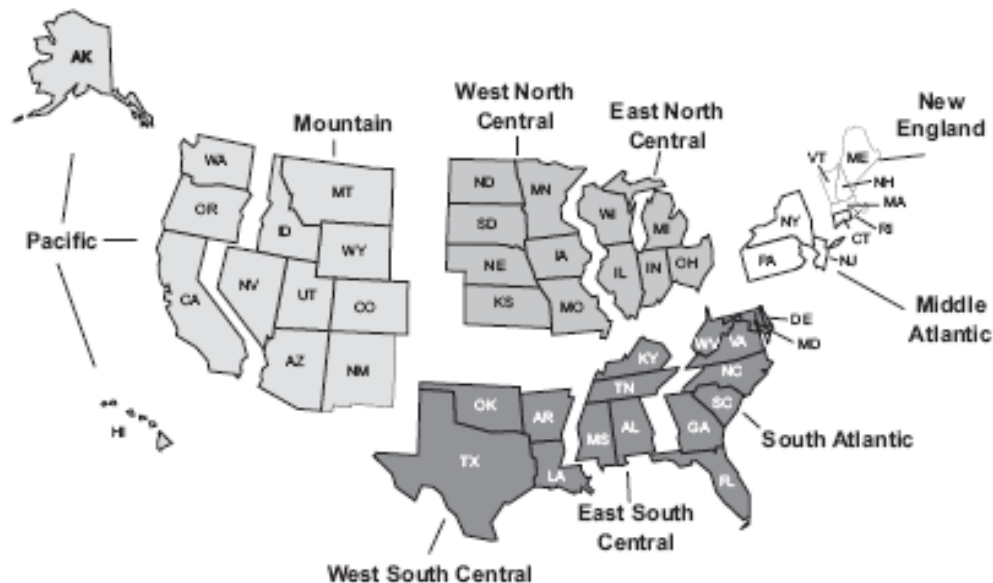 AK
West North
Central
East North
Central
New
England
Mountain
WA
MT
ND
MN
VT
ME
OR
ID
SD
WI
MI
NH
MA
NY
RI
Pacific
WY
NE
IA
CT
PA
NJ
NV
UT
CO
KS
MO
IL
IN
OH
CA
Middle
Atlantic
DE
MD
AZ
NM
KY
WV
VA
TN
NC
OK
AR
SC
HI
MS
AL
GA
South Atlantic
TX
LA
FL
East South
Central
West South Central